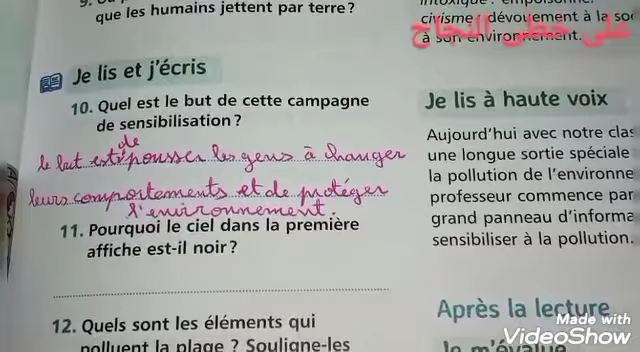 que les humains jettent par terre ?
Je lis et j'écris
10. Quel est le but de cette campagne
de sensibilisation ?
de
le but est pousser les gens à changer
leurs comportements et de protéger
l'environnement.
11. Pourquoi le ciel dans la première
affiche est-il noir ?
12. Quels sont les éléments qui
polluent la plage ? Souligne-les
civisme : dévouement à la so
à son environnement.
على خطى النجاح
Je lis à haute voix
Aujourd'hui avec notre clas
une longue sortie spéciale
la pollution de l'environne
professeur commence par
grand panneau d'informa
sensibiliser à la pollution.
Après la lecture
Je m'évalue
Made with
VideoShow